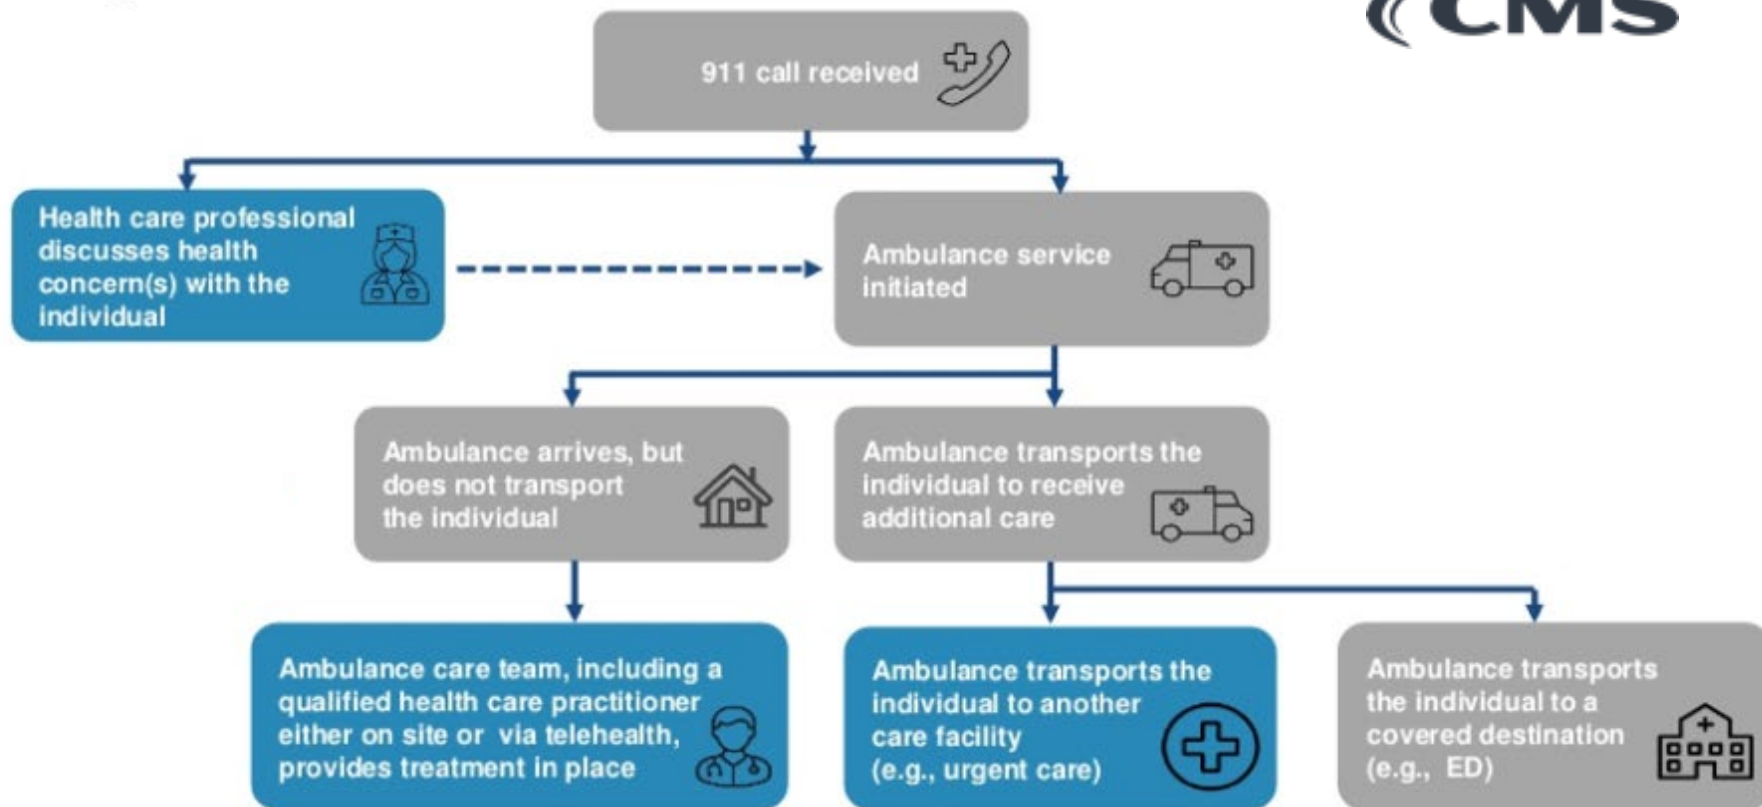 CMS
911 call received
Health care professional
discusses health
concern(s) with the
individual
Ambulance service
initiated
Ambulance arrives, but
does not transport
the individual
Ambulance transports the
individual to receive
additional care
Ambulance care team, including a
qualified health care practitioner
either on site or via telehealth,
provides treatment in place
Ambulance transports the
individual to another
care facility
(e.g., urgent care)
Ambulance transports
the individual to a
covered destination
(e.g., ED)